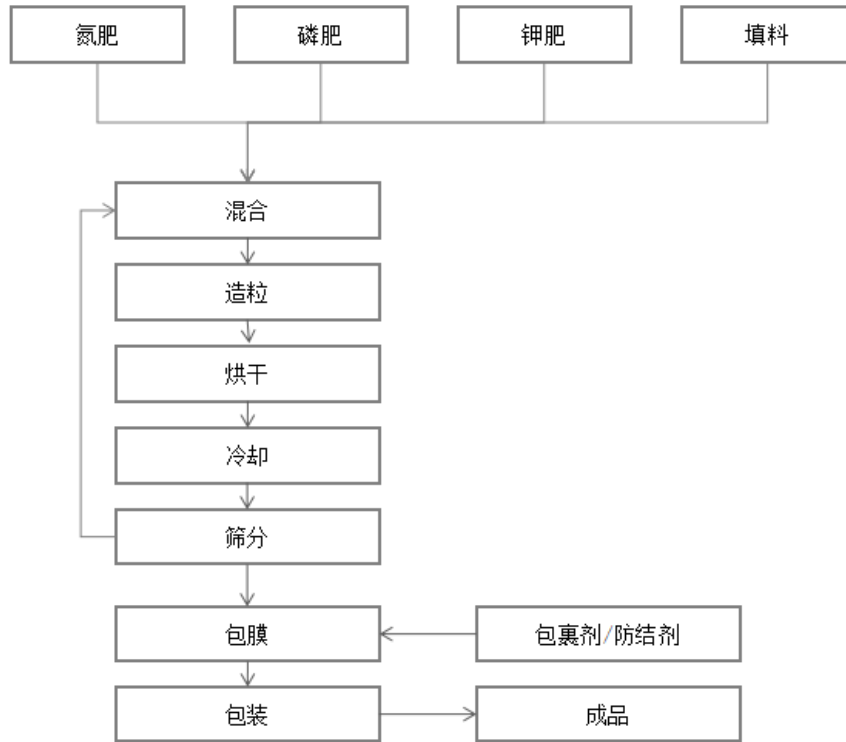 氮肥
磷肥
钾肥
填料
混合
造粒
烘干
冷却
筛分
包膜
包裹剂/防结剂
包装
成品